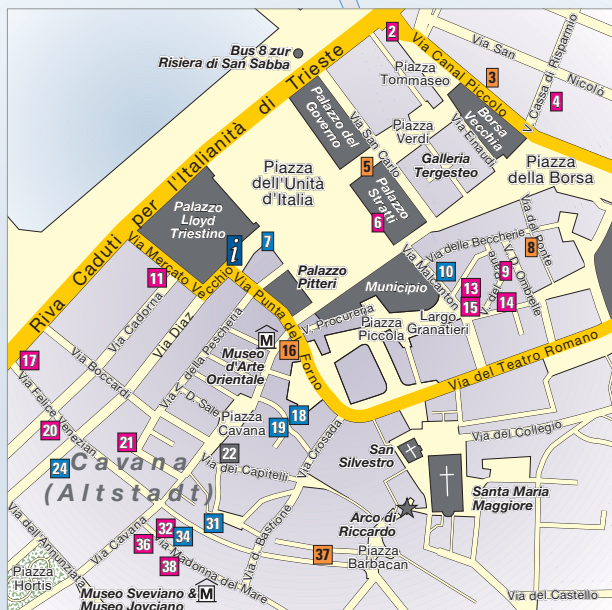 2
Via Canal Piccolo
Via San
Nicolò
Bus 8 zur
Risiera di San Sabba
Piazza
Tommaseo
3
V. Cassa di Risparmio
4
Palazzo del
Governo
Borsa
Vecchia
Via San Carlo
Piazza
Verdi
Via Einaudi
Galleria
Tergesteo
Piazza
della Borsa
5
Piazza
dell'Unità
d'Italia
Palazzo
Stratti
6
Riva Caduti per l'Italianità di Trieste
Palazzo
Lloyd
Triestino
i
7
Via delle Beccherie
Via del Ponte
8
Via Malcanton
10
9
V. d. Ombrelle
V. del Pane
13
15
14
Via Mercato Vecchio
11
Palazzo
Pitteri
Municipio
Largo
Granatieri
Via Punta del Forno
V. Procureria
Piazza
Piccola
Via Cadorna
Via Diaz
V. della Pescheria
M
Museo
d'Arte
Orientale
16
Via del Teatro Romano
17
Via Boccardi
V. D. Sale
Via Felice Venezian
Piazza
Cavana
18
19
20
21
22
24
Via Crosada
Via dei Capitelli
Via del Collegio
San
Silvestro
Cavana
(Altstadt)
Santa Maria
Maggiore
Arco di
Riccardo
Via dell'Annunziata
Via Cavana
31
32
34
36
38
37
Via d. Bastione
Piazza
Barbacan
Via Madonna del Mare
Piazza
Hortis
Museo Sveviano &
Museo Joyciano
M
Via del Castello